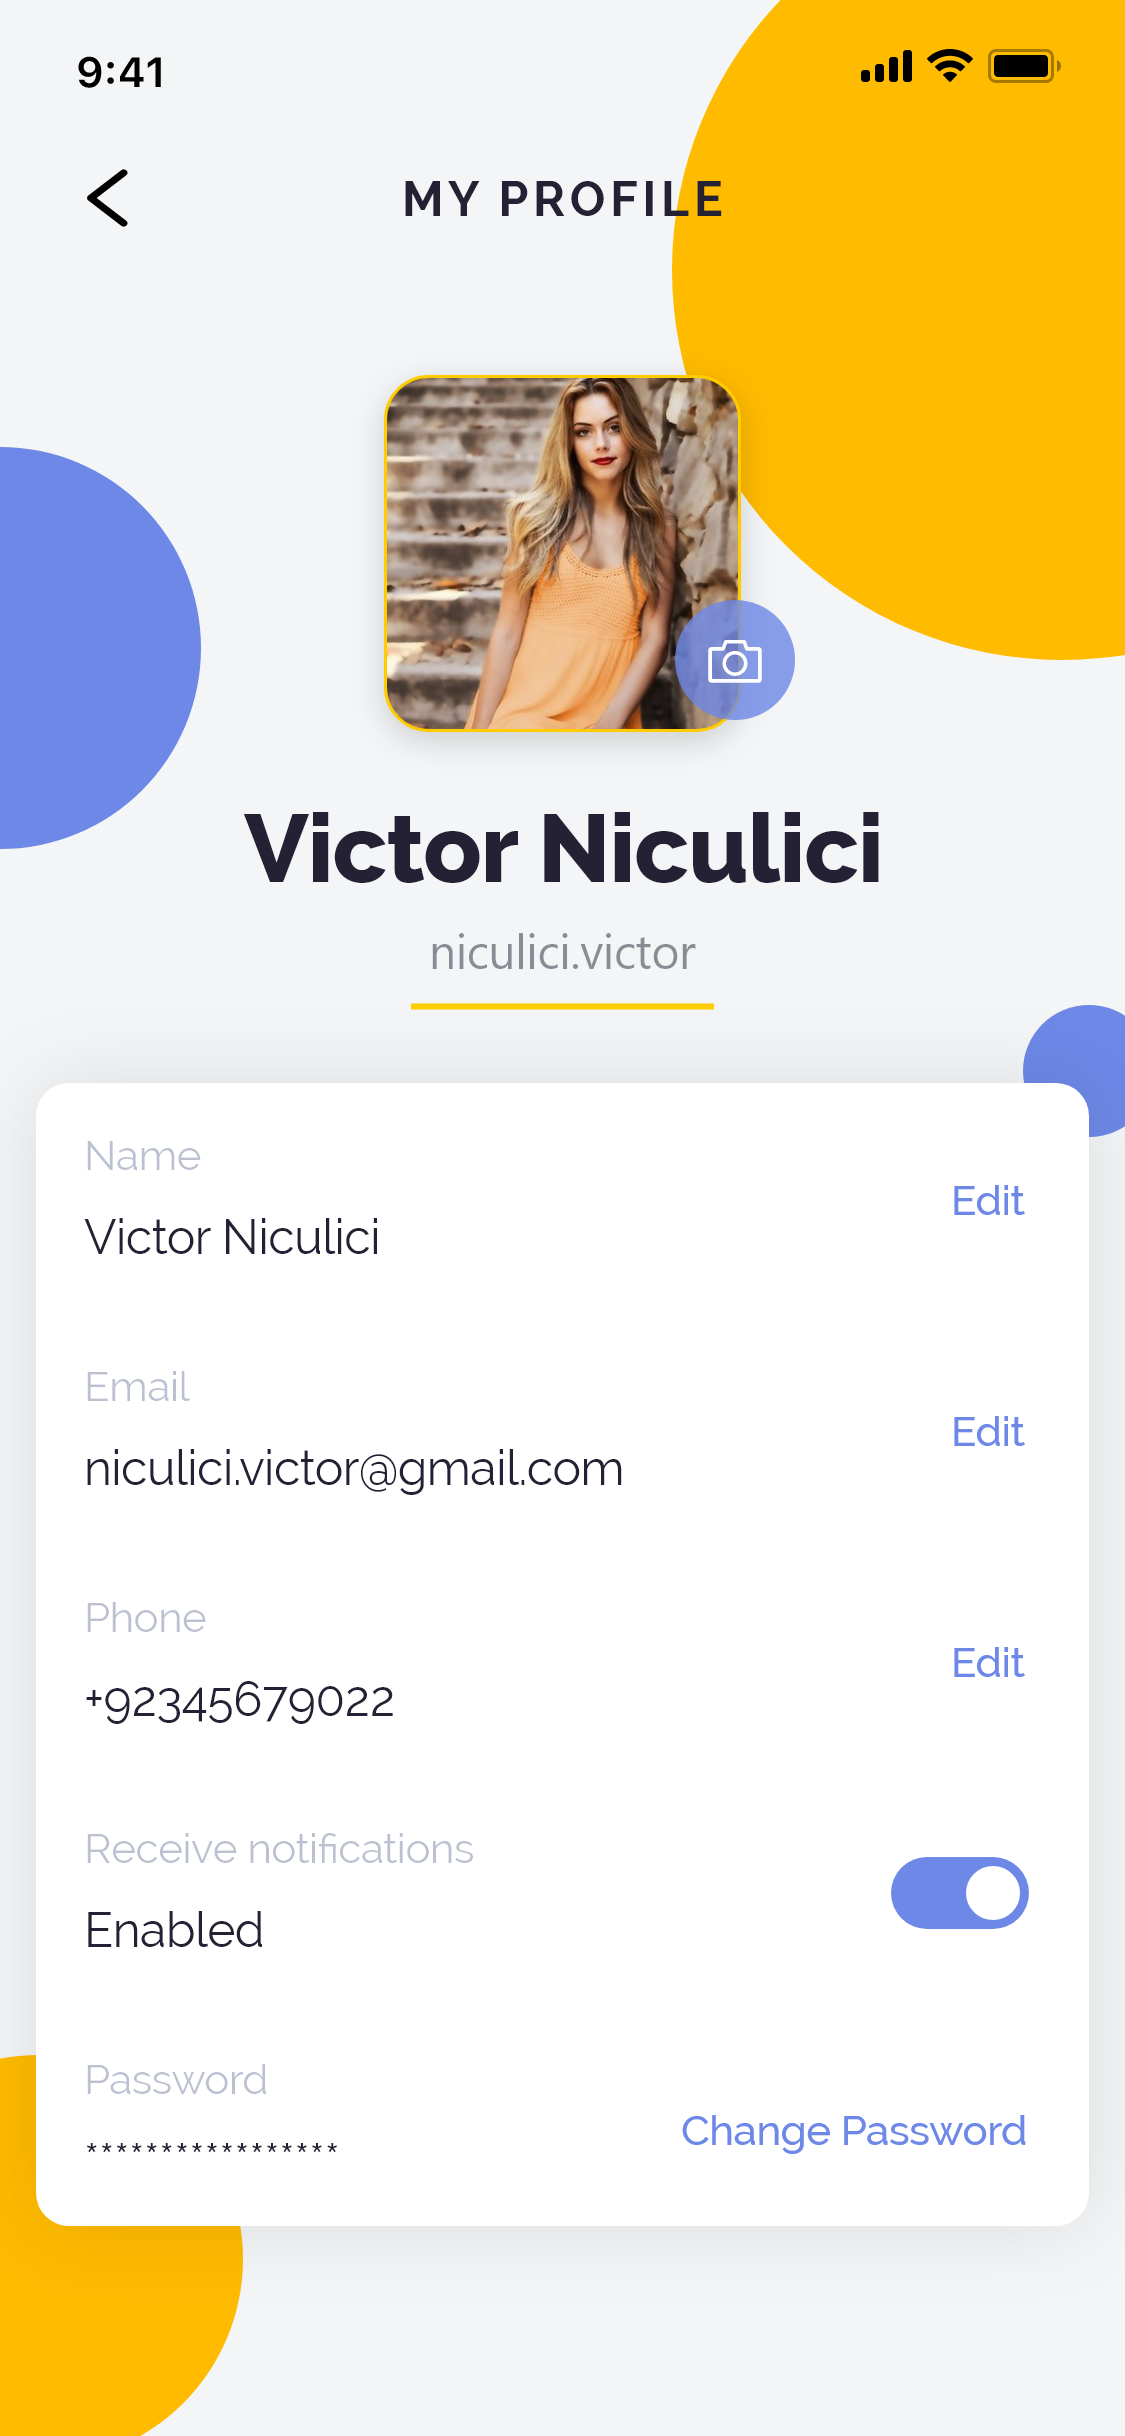 9:41
MY PROFILE
Victor Niculici
niculici.victor
Name
Victor Niculici
Edit
Email
niculici.victor@gmail.com
Edit
Phone
+92345679022
Edit
Receive notifications
Enabled
Password
*****************
Change Password